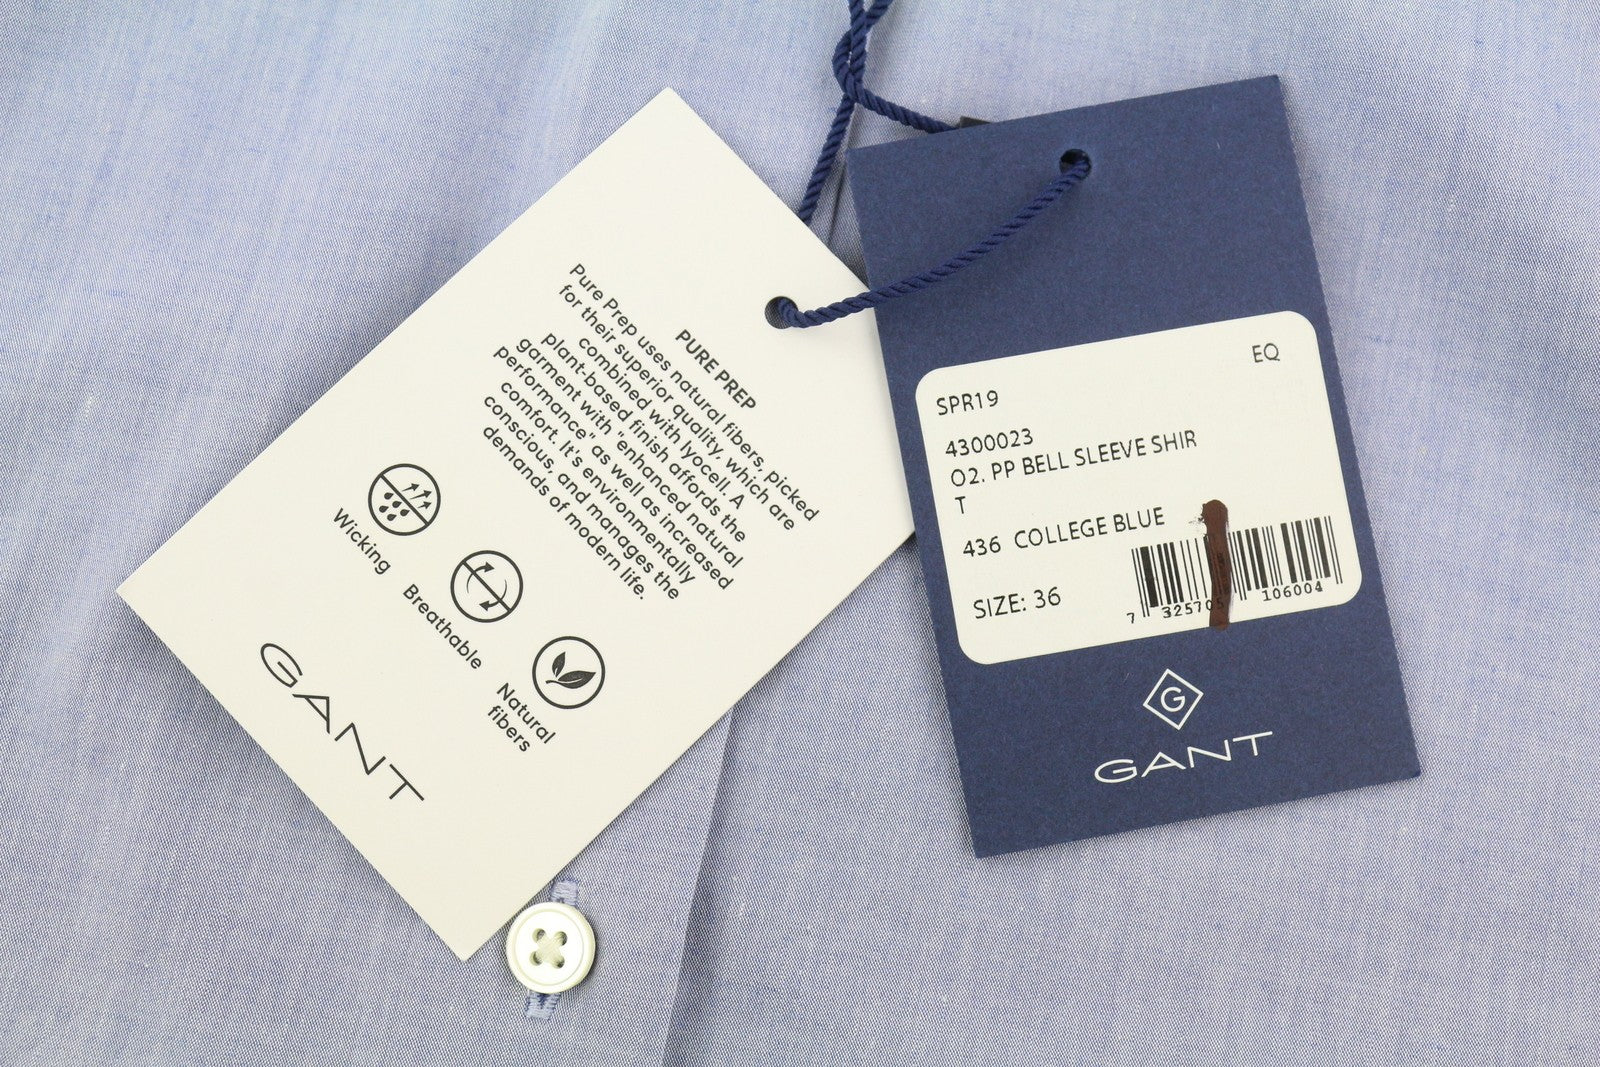 PURE PREP
Pure Prep uses natural fibers, picked
for their superior quality, which are
combined with lyocell. A
plant-based finish affords the
garment with "enhanced natural
performance" as well as increased
comfort. It's environmentally
conscious, and manages the
demands of modern life.
Wicking
Breathable
Natural
fibers
GANT
EQ
SPR19
4300023
O2. PP BELL SLEEVE SHIR
T
436 COLLEGE BLUE
SIZE: 36
7 325705 106004
G
GANT